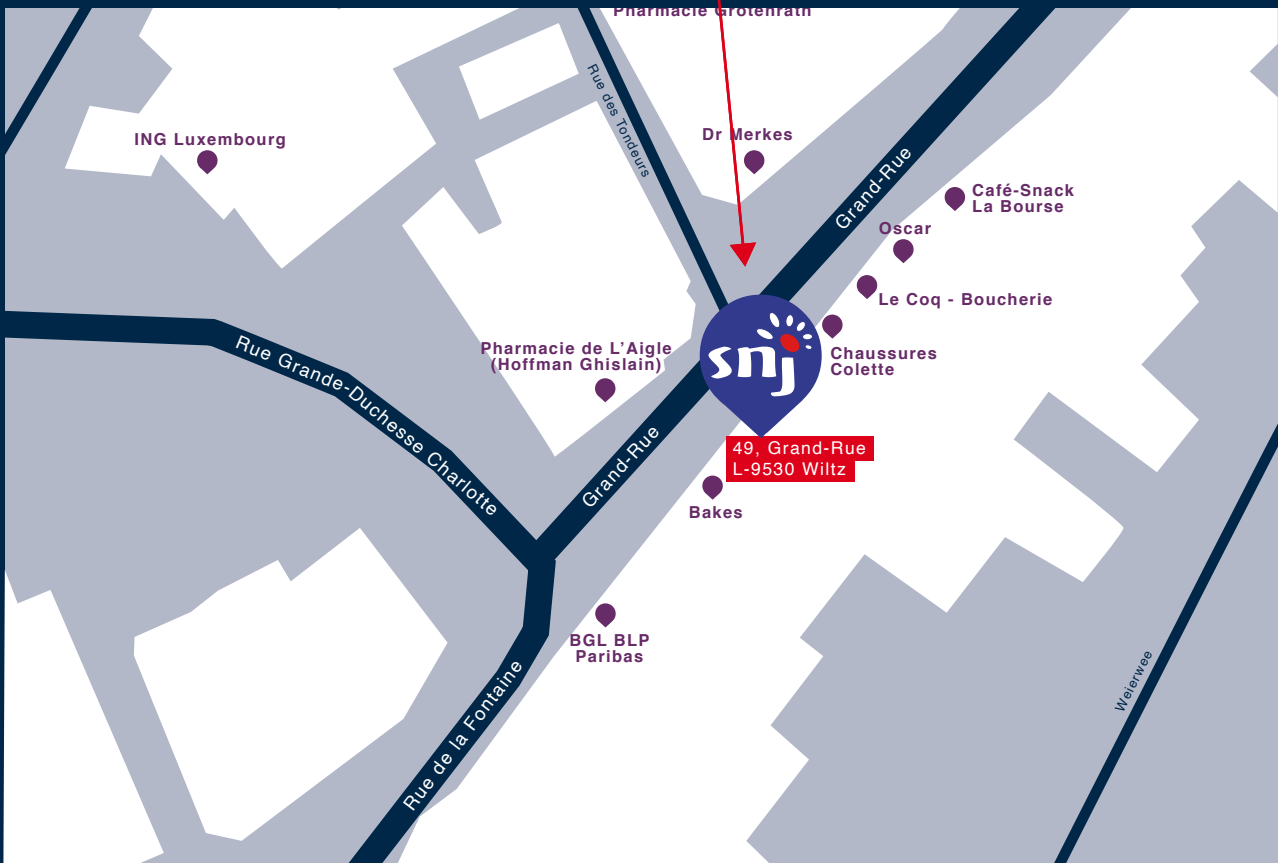 Pharmacie Grotenrath
Rue des Tondeurs
ING Luxembourg
Dr Merkes
Grand-Rue
Café-Snack
La Bourse
Oscar
Le Coq - Boucherie
Chaussures
Colette
snj
Pharmacie de L'Aigle
(Hoffman Ghislain)
Rue Grande-Duchesse Charlotte
Grand-Rue
49, Grand-Rue
L-9530 Wiltz
Bakes
BGL BLP
Paribas
Rue de la Fontaine
Weierwee